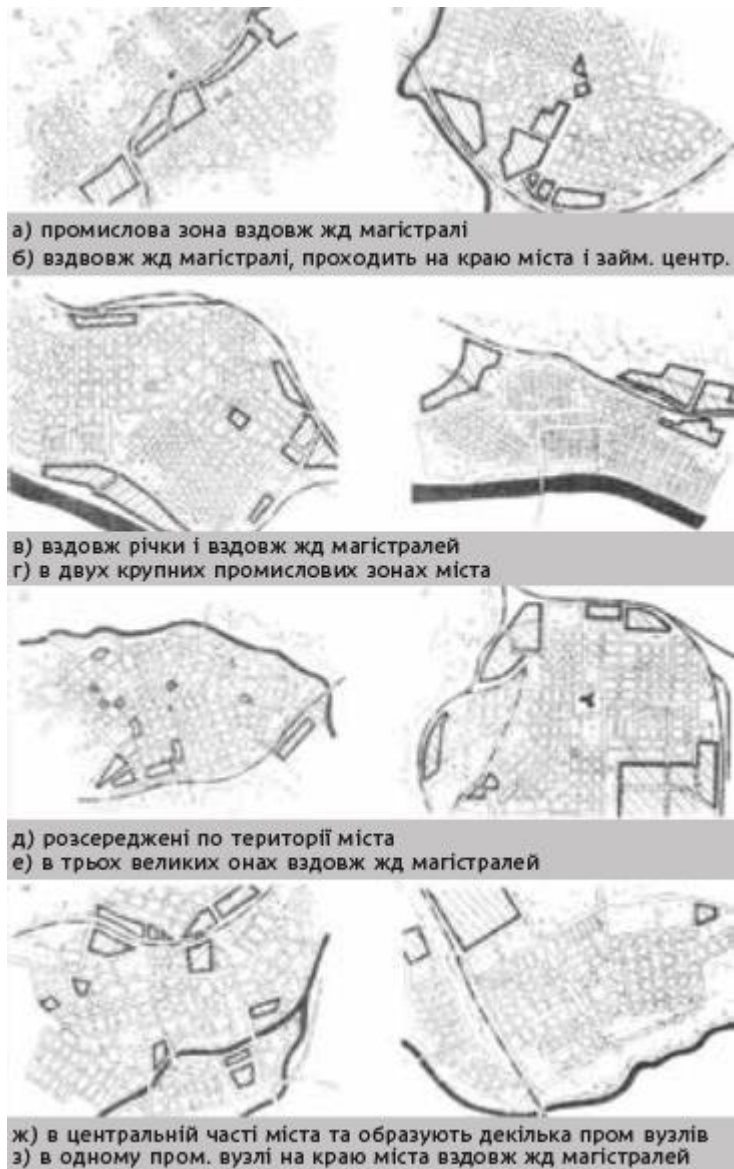 а) промислова зона вздовж жд магістралі
б) вздвовж жд магістралі, проходить на краю міста і займ. центр.
в) вздовж річки і вздовж жд магістралей
г) в двух крупних промислових зонах міста
д) розсереджені по території міста
е) в трьох великих онах вздовж жд магістралей
ж) в центральній часті міста та образують декілька пром вузлів
з) в одному пром. вузлі на краю міста вздовж жд магістралей